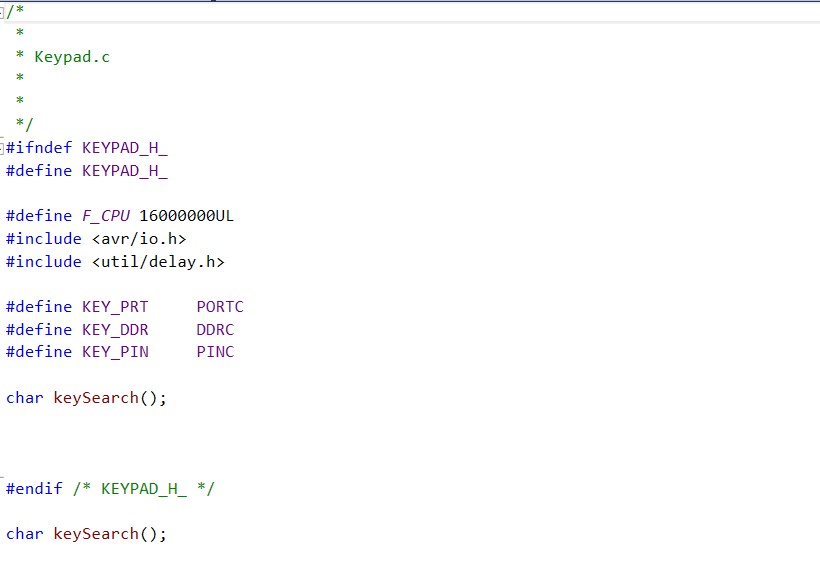 /*
 *
 * Keypad.c
 *
 *
 */
#ifndef KEYPAD_H_
#define KEYPAD_H_

#define F_CPU 16000000UL
#include <avr/io.h>
#include <util/delay.h>

#define KEY_PRT     PORTC
#define KEY_DDR     DDRC
#define KEY_PIN     PINC

char keySearch();

#endif /* KEYPAD_H_ */

char keySearch();